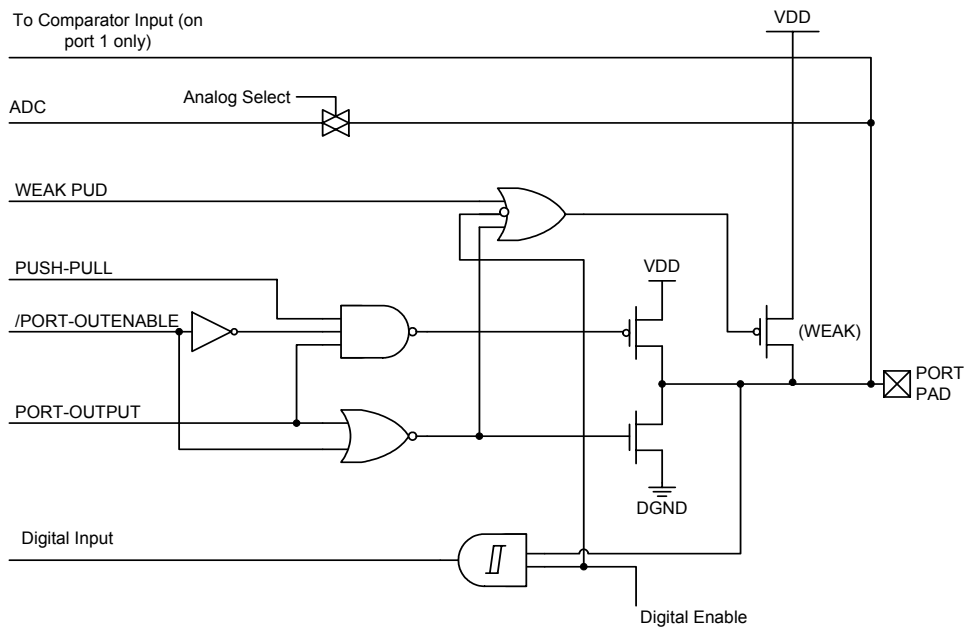 To Comparator Input (on
port 1 only)
VDD
Analog Select
ADC
WEAK PUD
PUSH-PULL
VDD
/PORT-OUTENABLE
(WEAK)
PORT
PAD
PORT-OUTPUT
DGND
Digital Input
Digital Enable